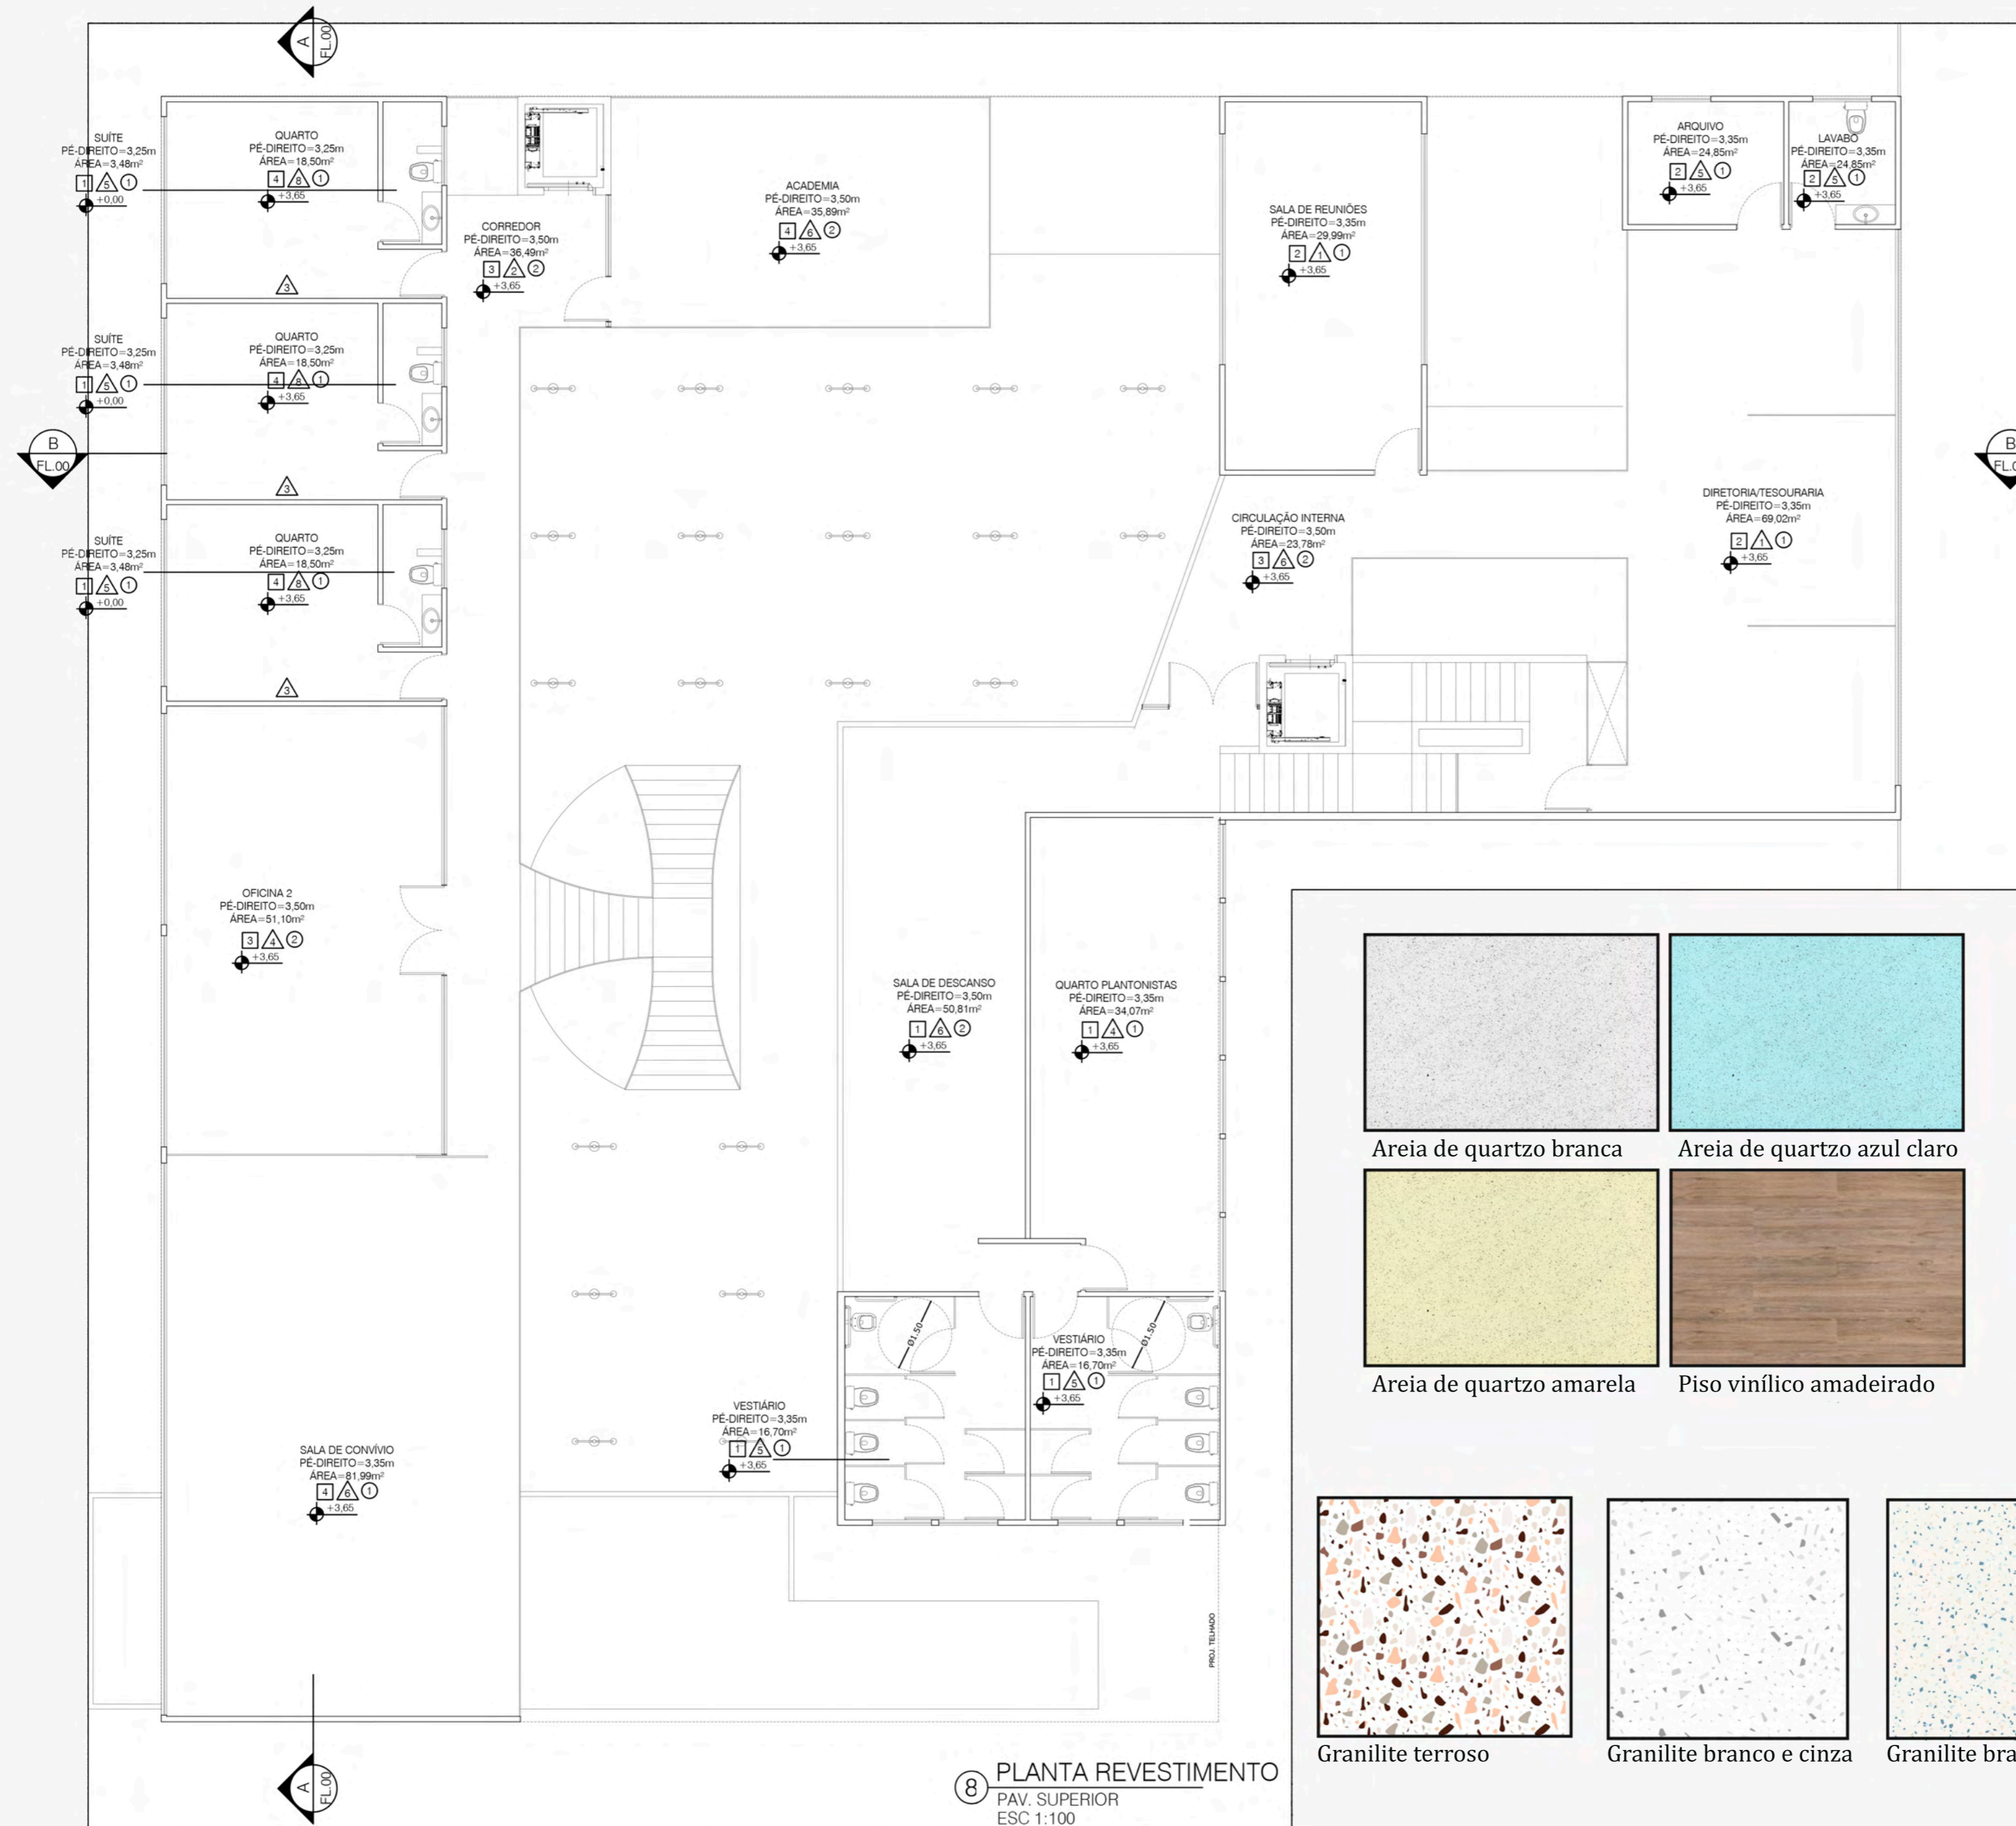 A
FL.00
SUÍTE
PÉ-DIREITO=3,25m
ÁREA=3,48m²
1 5 1
+0,00
QUARTO
PÉ-DIREITO=3,25m
ÁREA=18,50m²
4 8 1
+3,65
3
CORREDOR
PÉ-DIREITO=3,50m
ÁREA=36,49m²
3 2 2
+3,65
ACADEMIA
PÉ-DIREITO=3,50m
ÁREA=35,89m²
4 6 2
+3,65
SALA DE REUNIÕES
PÉ-DIREITO=3,35m
ÁREA=29,99m²
2 1 1
+3,65
ARQUIVO
PÉ-DIREITO=3,35m
ÁREA=24,85m²
2 5 1
+3,65
LAVABO
PÉ-DIREITO=3,35m
ÁREA=24,85m²
2 5 1
+3,65
SUÍTE
PÉ-DIREITO=3,25m
ÁREA=3,48m²
1 5 1
+0,00
QUARTO
PÉ-DIREITO=3,25m
ÁREA=18,50m²
4 8 1
+3,65
3
B
FL.00
B
SUÍTE
PÉ-DIREITO=3,25m
ÁREA=3,48m²
1 5 1
+0,00
QUARTO
PÉ-DIREITO=3,25m
ÁREA=18,50m²
4 8 1
+3,65
3
CIRCULAÇÃO INTERNA
PÉ-DIREITO=3,50m
ÁREA=23,78m²
3 6 2
+3,65
DIRETORIA/TESOURARIA
PÉ-DIREITO=3,35m
ÁREA=69,02m²
2 1 1
+3,65
OFICINA 2
PÉ-DIREITO=3,50m
ÁREA=51,10m²
3 4 2
+3,65
SALA DE DESCANSO
PÉ-DIREITO=3,50m
ÁREA=50,81m²
1 6 2
+3,65
QUARTO PLANTONISTAS
PÉ-DIREITO=3,35m
ÁREA=34,07m²
1 4 1
+3,65
Ø1.50
Ø1.50
VESTIÁRIO
PÉ-DIREITO=3,35m
ÁREA=16,70m²
1 5 1
+3,65
VESTIÁRIO
PÉ-DIREITO=3,35m
ÁREA=16,70m²
1 5 1
+3,65
SALA DE CONVÍVIO
PÉ-DIREITO=3,35m
ÁREA=81,99m²
4 6 1
+3,65
PROJ. TELHADO
A
FL.00
8 PLANTA REVESTIMENTO
PAV. SUPERIOR
ESC 1:100
Areia de quartzo branca
Areia de quartzo azul claro
Areia de quartzo amarela
Piso vinílico amadeirado
Granilite terroso
Granilite branco e cinza
Granilite bra